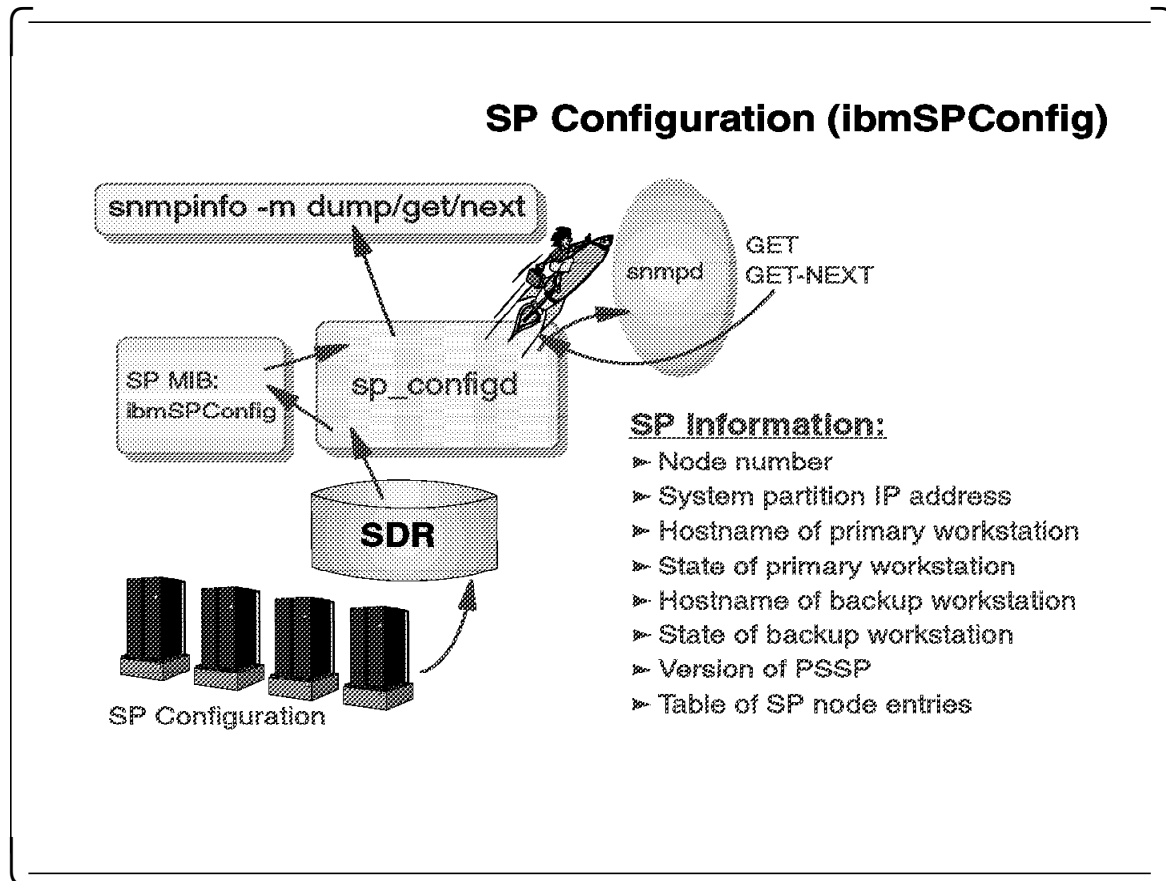 SP Configuration (ibmSPConfig)
snmpinfo -m dump/get/next
snmpd
GET
GET-NEXT
SP MIB:
ibmSPConfig
sp_configd
SDR
SP Configuration
SP Information:
► Node number
► System partition IP address
► Hostname of primary workstation
► State of primary workstation
► Hostname of backup workstation
► State of backup workstation
► Version of PSSP
► Table of SP node entries